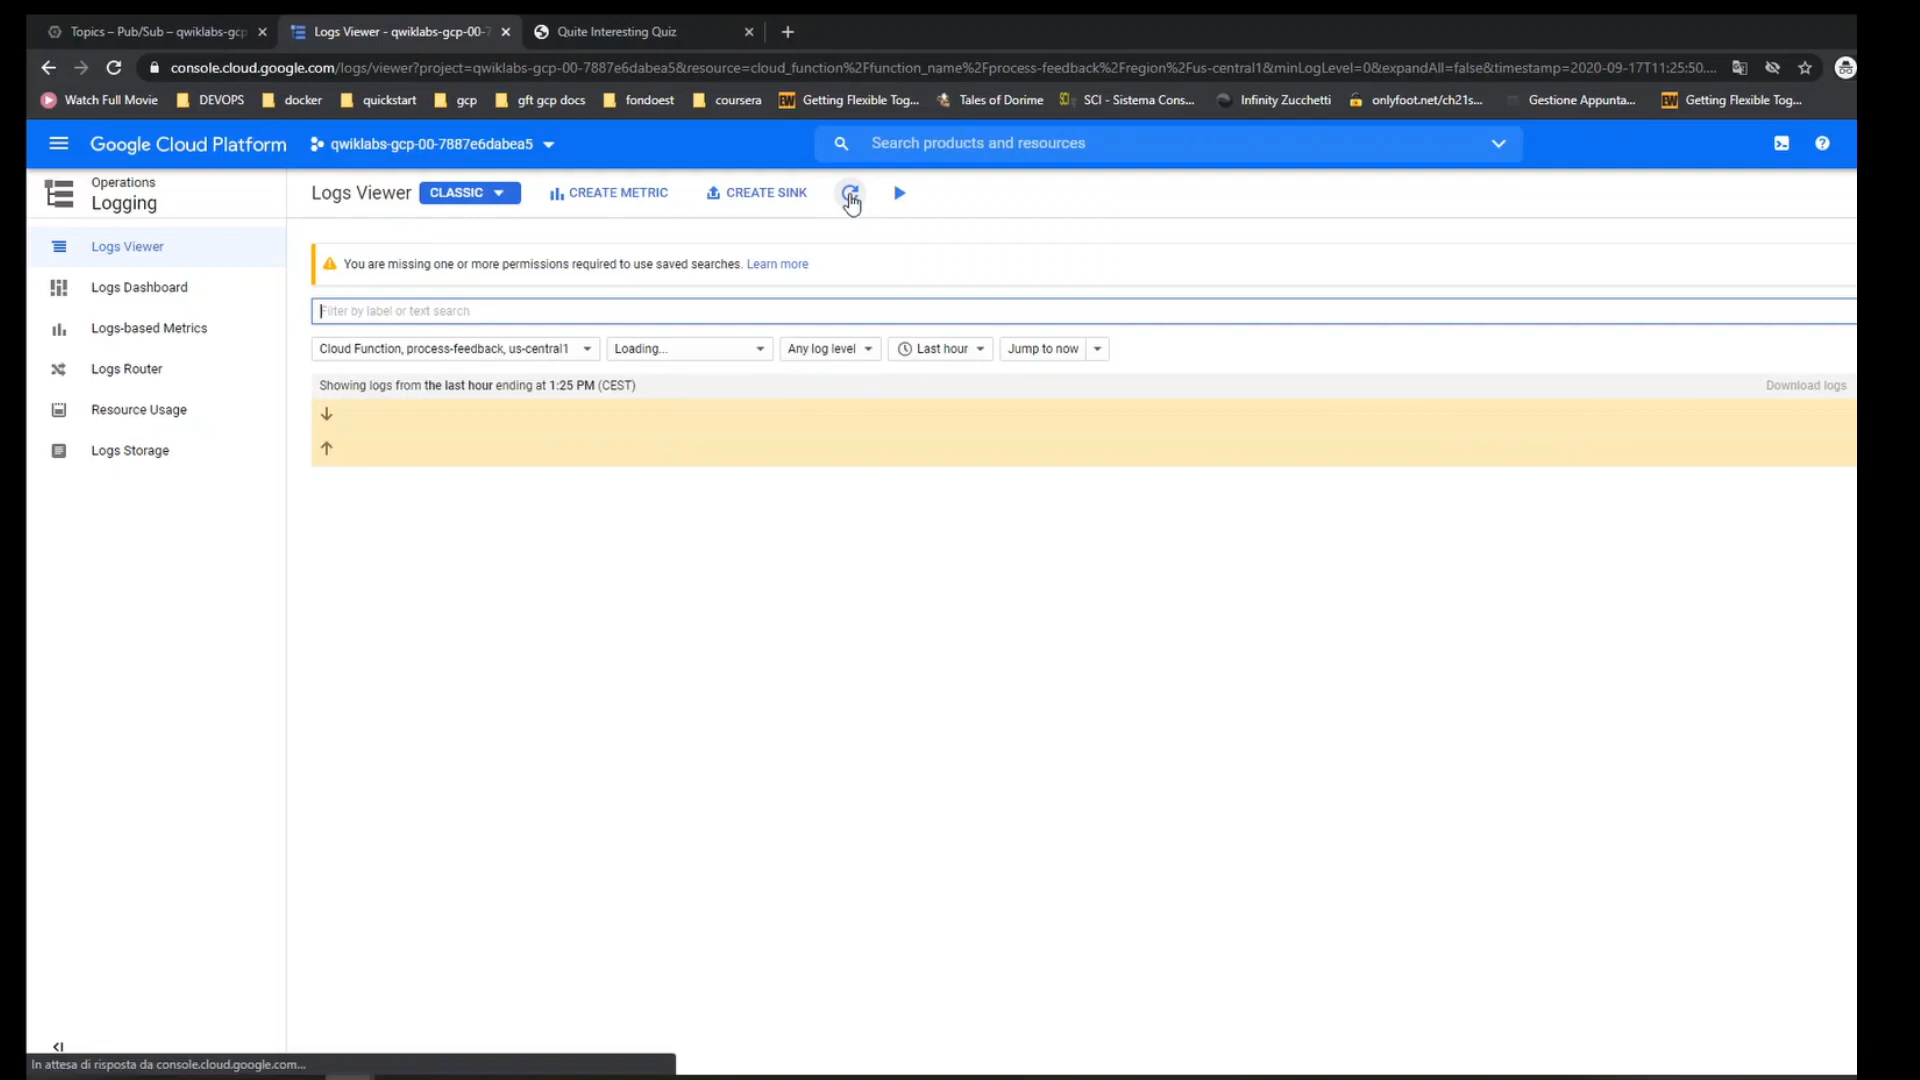 Topics – Pub/Sub – qwiklabs-gcp
Logs Viewer - qwiklabs-gcp-00-7
Quite Interesting Quiz
console.cloud.google.com/logs/viewer?project=qwiklabs-gcp-00-7887e6dabea5&resource=cloud_function%2Ffunction_name%2Fprocess-feedback%2Fregion%2Fus-central1&minLogLevel=0&expandAll=false&timestamp=2020-09-17T11:25:50....
Watch Full Movie DEVOPS docker quickstart gcp gft gcp docs fondoest coursera EW Getting Flexible Tog... Tales of Dorime SCI - Sistema Cons... Infinity Zucchetti onlyfoot.net/ch21s... Gestione Appunta... EW Getting Flexible Tog...
Google Cloud Platform qwiklabs-gcp-00-7887e6dabea5 Search products and resources
Operations
Logging
Logs Viewer CLASSIC CREATE METRIC CREATE SINK
Logs Viewer
Logs Dashboard
Logs-based Metrics
Logs Router
Resource Usage
Logs Storage
You are missing one or more permissions required to use saved searches. Learn more
Filter by label or text search
Cloud Function, process-feedback, us-central1 Loading... Any log level Last hour Jump to now
Showing logs from the last hour ending at 1:25 PM (CEST) Download logs
In attesa di risposta da console.cloud.google.com...